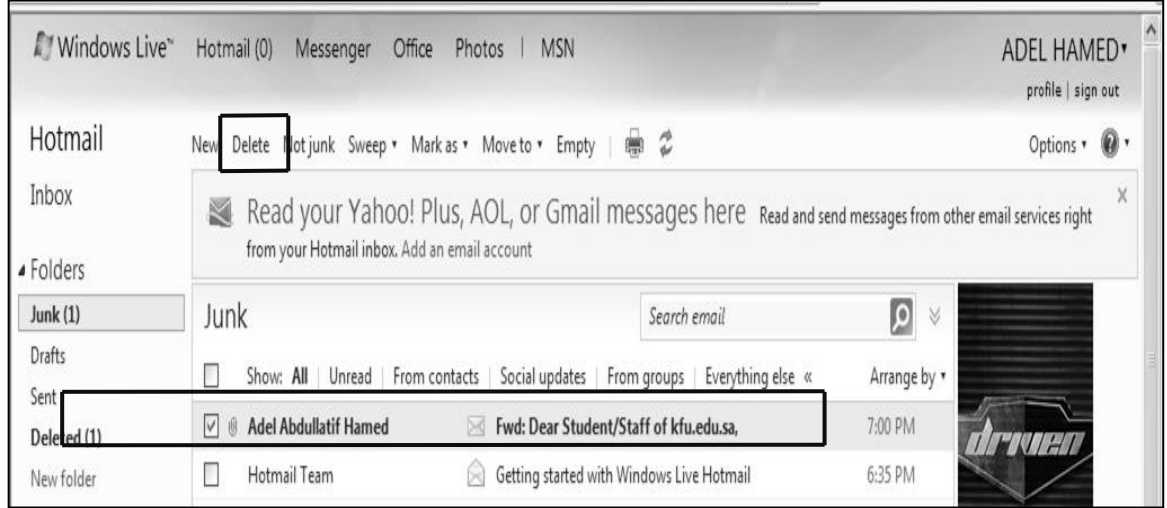 Windows Live™ Hotmail (0) Messenger Office Photos | MSN ADEL HAMED
profile | sign out
Hotmail
New Delete Not junk Sweep Mark as Move to Empty | Options
Inbox
Read your Yahoo! Plus, AOL, or Gmail messages here Read and send messages from other email services right
from your Hotmail inbox. Add an email account
Folders
Junk (1)
Drafts
Sent
Deleted (1)
New folder
Junk Search email
Show: All | Unread | From contacts | Social updates | From groups | Everything else « Arrange by
Adel Abdullatif Hamed Fwd: Dear Student/Staff of kfu.edu.sa, 7:00 PM
Hotmail Team Getting started with Windows Live Hotmail 6:35 PM
driven